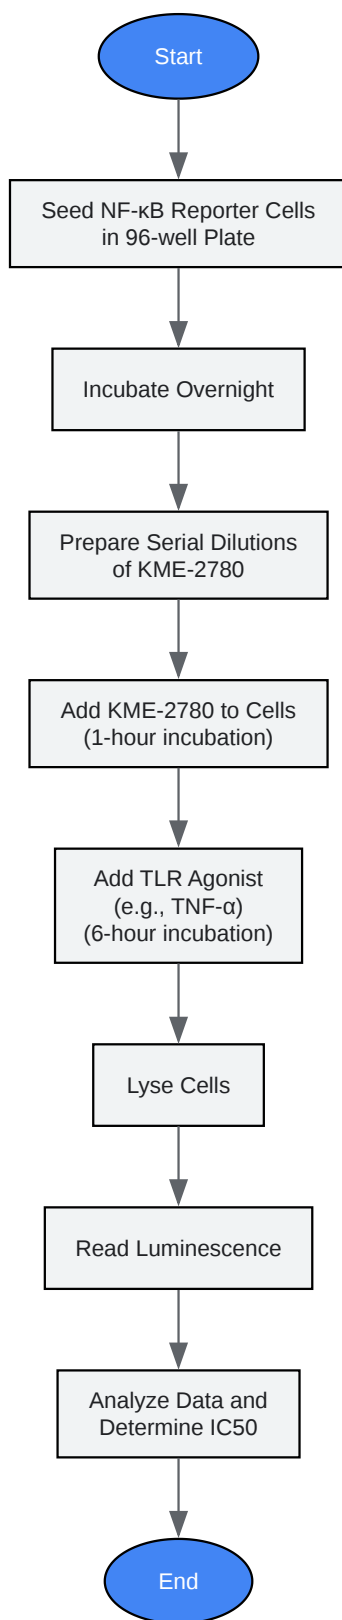 Start
Seed NF-κB Reporter Cells
in 96-well Plate
Incubate Overnight
Prepare Serial Dilutions
of KME-2780
Add KME-2780 to Cells
(1-hour incubation)
Add TLR Agonist
(e.g., TNF-α)
(6-hour incubation)
Lyse Cells
Read Luminescence
Analyze Data and
Determine IC50
End